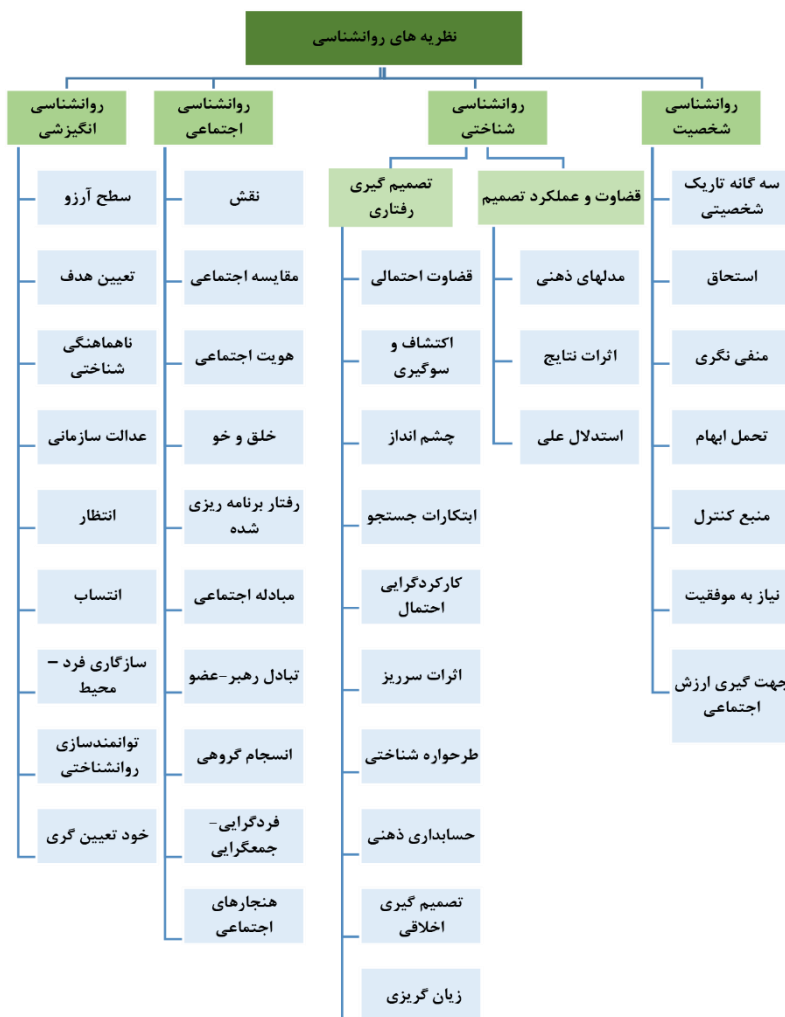 نظریه های روانشناسی
روانشناسی
شخصیت
سه گانه تاریک
شخصیتی
استحاق
منفی نگری
تحمل ابهام
منبع کنترل
نیاز به موفقیت
جهت گیری ارزش
اجتماعی
روانشناسی
شناختی
قضاوت و عملکرد تصمیم
مدلهای ذهنی
اثرات نتایج
استدلال علی
تصمیم گیری
رفتاری
قضاوت احتمالی
اکتشاف و
سوگیری
چشم انداز
ابتکارات جستجو
کارکردگرایی
احتمال
اثرات سرریز
طرحواره شناختی
حسابداری ذهنی
تصمیم گیری
اخلاقی
زیان گریزی
روانشناسی
اجتماعی
نقش
مقایسه اجتماعی
هویت اجتماعی
خلق و خو
رفتار برنامه ریزی
شده
مبادله اجتماعی
تبادل رهبر-عضو
انسجام گروهی
فردگرایی-
جمعگرایی
هنجارهای
اجتماعی
روانشناسی
انگیزشی
سطح آرزو
تعیین هدف
ناهماهنگی
شناختی
عدالت سازمانی
انتظار
انتساب
سازگاری فرد –
محیط
توانمندسازی
روانشناختی
خود تعیین گری